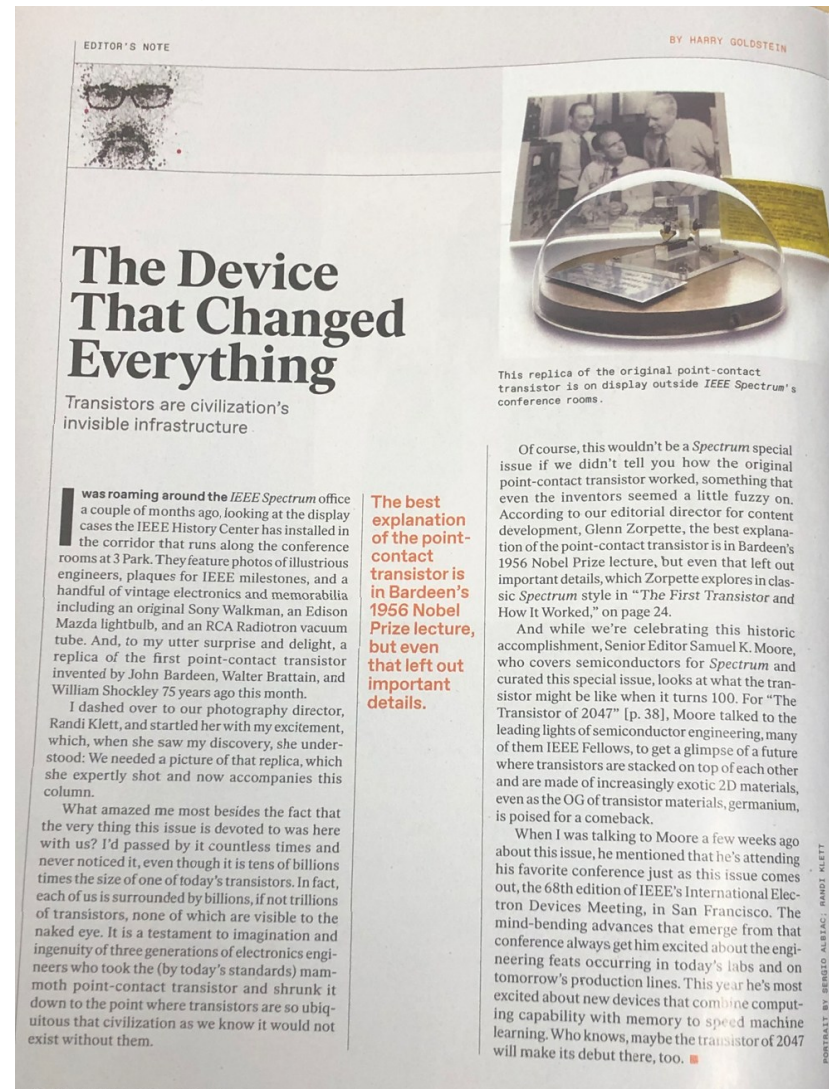 EDITOR'S NOTE
BY HARRY GOLDSTEIN
The Device
That Changed
Everything
Transistors are civilization's
invisible infrastructure
This replica of the original point-contact
transistor is on display outside IEEE Spectrum's
conference rooms.
I was roaming around the IEEE Spectrum office
a couple of months ago, looking at the display
cases the IEEE History Center has installed in
the corridor that runs along the conference
rooms at 3 Park. They feature photos of illustrious
engineers, plaques for IEEE milestones, and a
handful of vintage electronics and memorabilia
including an original Sony Walkman, an Edison
Mazda lightbulb, and an RCA Radiotron vacuum
tube. And, to my utter surprise and delight, a
replica of the first point-contact transistor
invented by John Bardeen, Walter Brattain, and
William Shockley 75 years ago this month.
I dashed over to our photography director,
Randi Klett, and startled her with my excitement,
which, when she saw my discovery, she under-
stood: We needed a picture of that replica, which
she expertly shot and now accompanies this
column.
What amazed me most besides the fact that
the very thing this issue is devoted to was here
with us? I'd passed by it countless times and
never noticed it, even though it is tens of billions
times the size of one of today's transistors. In fact,
each of us is surrounded by billions, if not trillions
of transistors, none of which are visible to the
naked eye. It is a testament to imagination and
ingenuity of three generations of electronics engi-
neers who took the (by today's standards) mam-
moth point-contact transistor and shrunk it
down to the point where transistors are so ubiq-
uitous that civilization as we know it would not
exist without them.
The best
explanation
of the point-
contact
transistor is
in Bardeen's
1956 Nobel
Prize lecture,
but even
that left out
important
details.
Of course, this wouldn't be a Spectrum special
issue if we didn't tell you how the original
point-contact transistor worked, something that
even the inventors seemed a little fuzzy on.
According to our editorial director for content
development, Glenn Zorpette, the best explana-
tion of the point-contact transistor is in Bardeen's
1956 Nobel Prize lecture, but even that left out
important details, which Zorpette explores in clas-
sic Spectrum style in "The First Transistor and
How It Worked," on page 24.
And while we're celebrating this historic
accomplishment, Senior Editor Samuel K. Moore,
who covers semiconductors for Spectrum and
curated this special issue, looks at what the tran-
sistor might be like when it turns 100. For "The
Transistor of 2047" [p. 38], Moore talked to the
leading lights of semiconductor engineering, many
of them IEEE Fellows, to get a glimpse of a future
where transistors are stacked on top of each other
and are made of increasingly exotic 2D materials,
even as the OG of transistor materials, germanium,
is poised for a comeback.
When I was talking to Moore a few weeks ago
about this issue, he mentioned that he's attending
his favorite conference just as this issue comes
out, the 68th edition of IEEE's International Elec-
tron Devices Meeting, in San Francisco. The
mind-bending advances that emerge from that
conference always get him excited about the engi-
neering feats occurring in today's labs and on
tomorrow's production lines. This year he's most
excited about new devices that combine comput-
ing capability with memory to speed machine
learning. Who knows, maybe the transistor of 2047
will make its debut there, too.
PORTRAIT BY SERGIO ALBIAC; RANDI KLETT